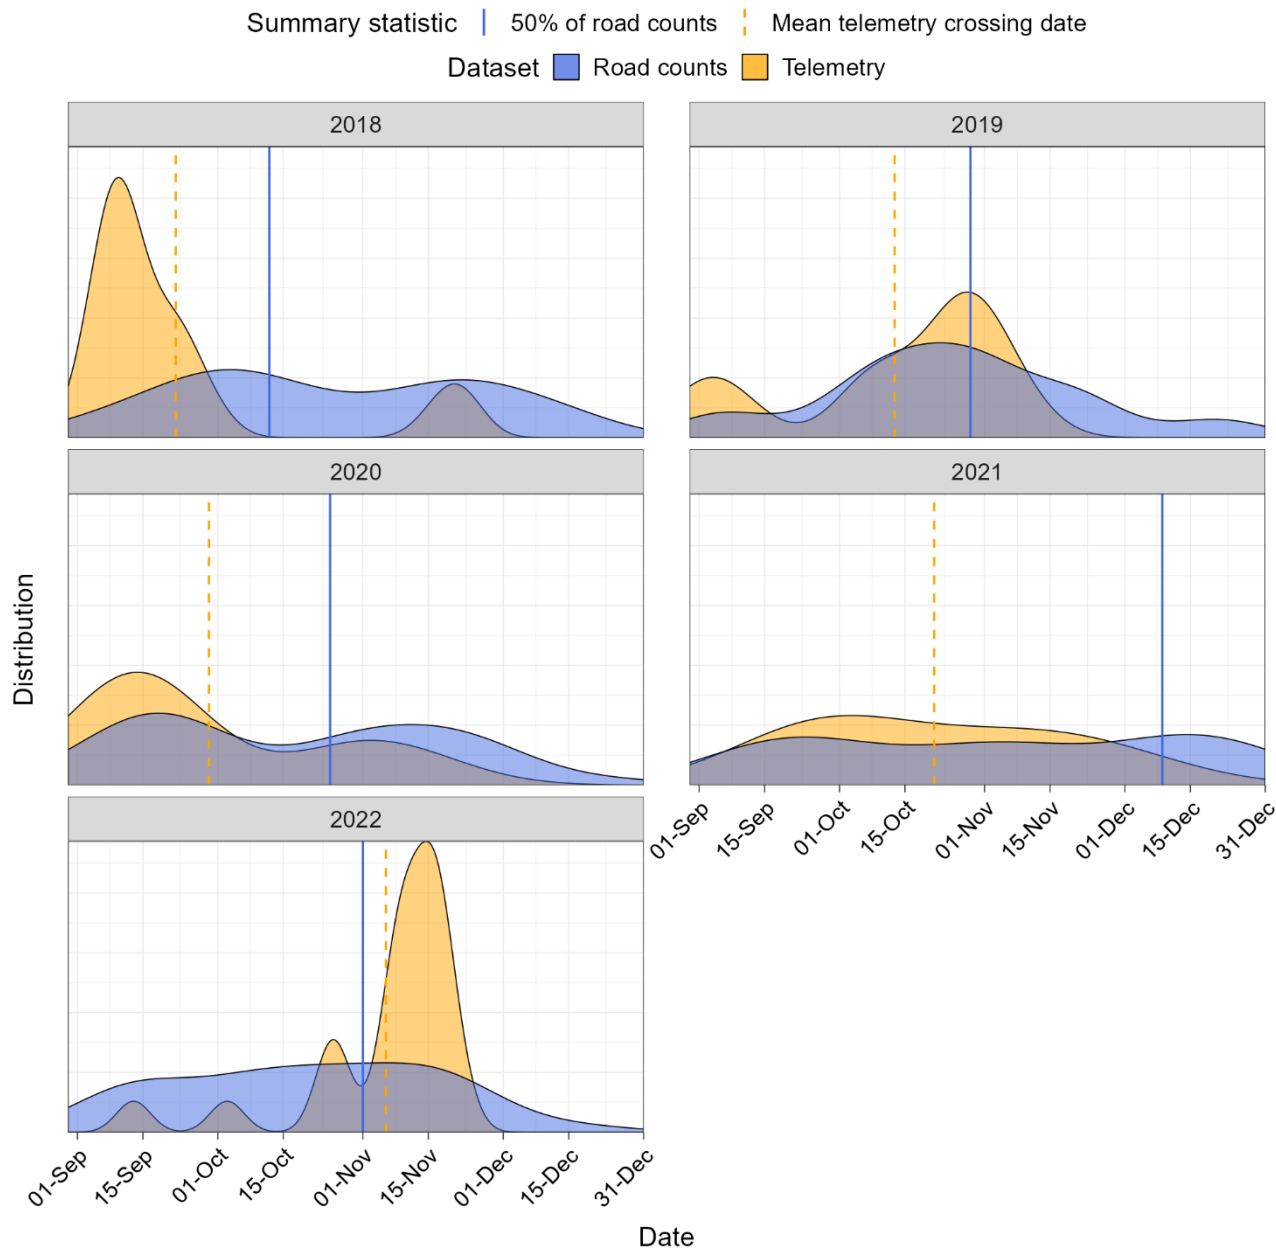 Summary statistic 50% of road counts Mean telemetry crossing date
Dataset Road counts Telemetry
2018 2019
2020 2021
Distribution
01-Sep 15-Sep 01-Oct 15-Oct 01-Nov 15-Nov 01-Dec 15-Dec 31-Dec
2022
01-Sep 15-Sep 01-Oct 15-Oct 01-Nov 15-Nov 01-Dec 15-Dec 31-Dec
Date